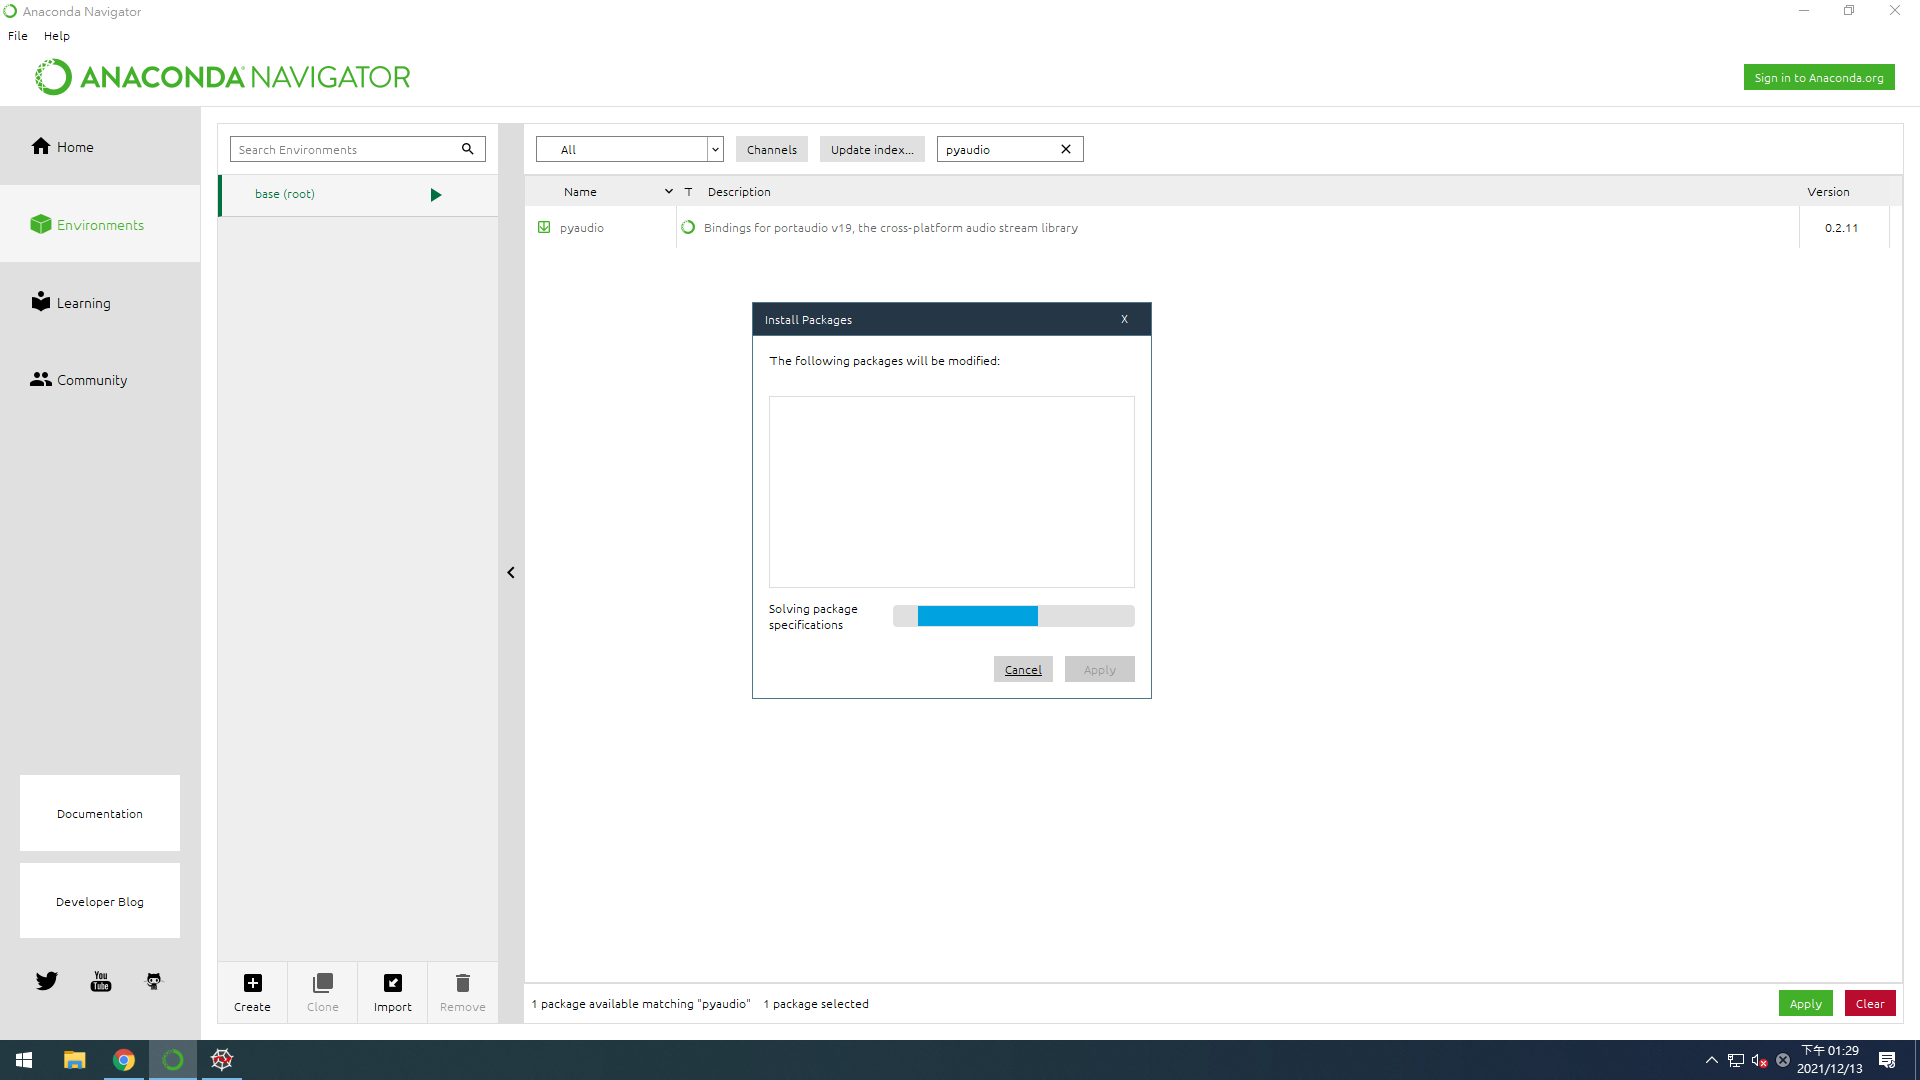 Anaconda Navigator
File Help
ANACONDA NAVIGATOR
Sign in to Anaconda.org
Home
Environments
Learning
Community
Documentation
Developer Blog
You Tube
Search Environments
base (root)
Create Clone Import Remove
All Channels Update index... pyaudio
Name T Description Version
pyaudio Bindings for portaudio v19, the cross-platform audio stream library 0.2.11
Install Packages X
The following packages will be modified:
Solving package
specifications
Cancel Apply
1 package available matching "pyaudio" 1 package selected
Apply Clear
下午 01:29
2021/12/13